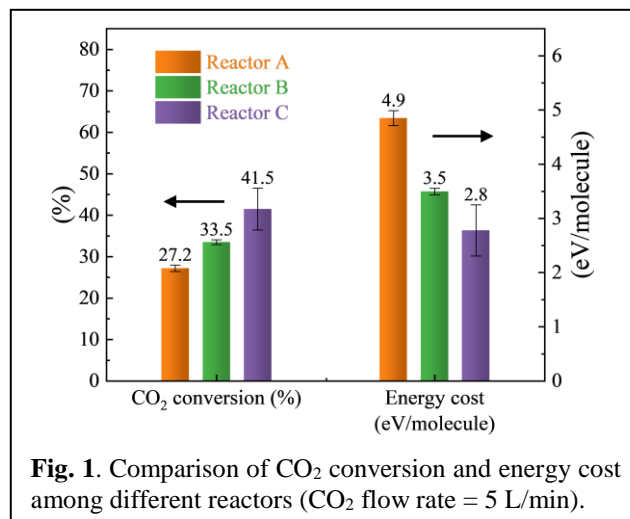 80
70
60
50
40
30
20
10
0
(%)
Reactor A
Reactor B
Reactor C
27.2
33.5
41.5
4.9
3.5
2.8
6
5
4
3
2
1
0
(eV/molecule)
CO₂ conversion (%)
Energy cost
(eV/molecule)
Fig. 1. Comparison of CO₂ conversion and energy cost
among different reactors (CO₂ flow rate = 5 L/min).